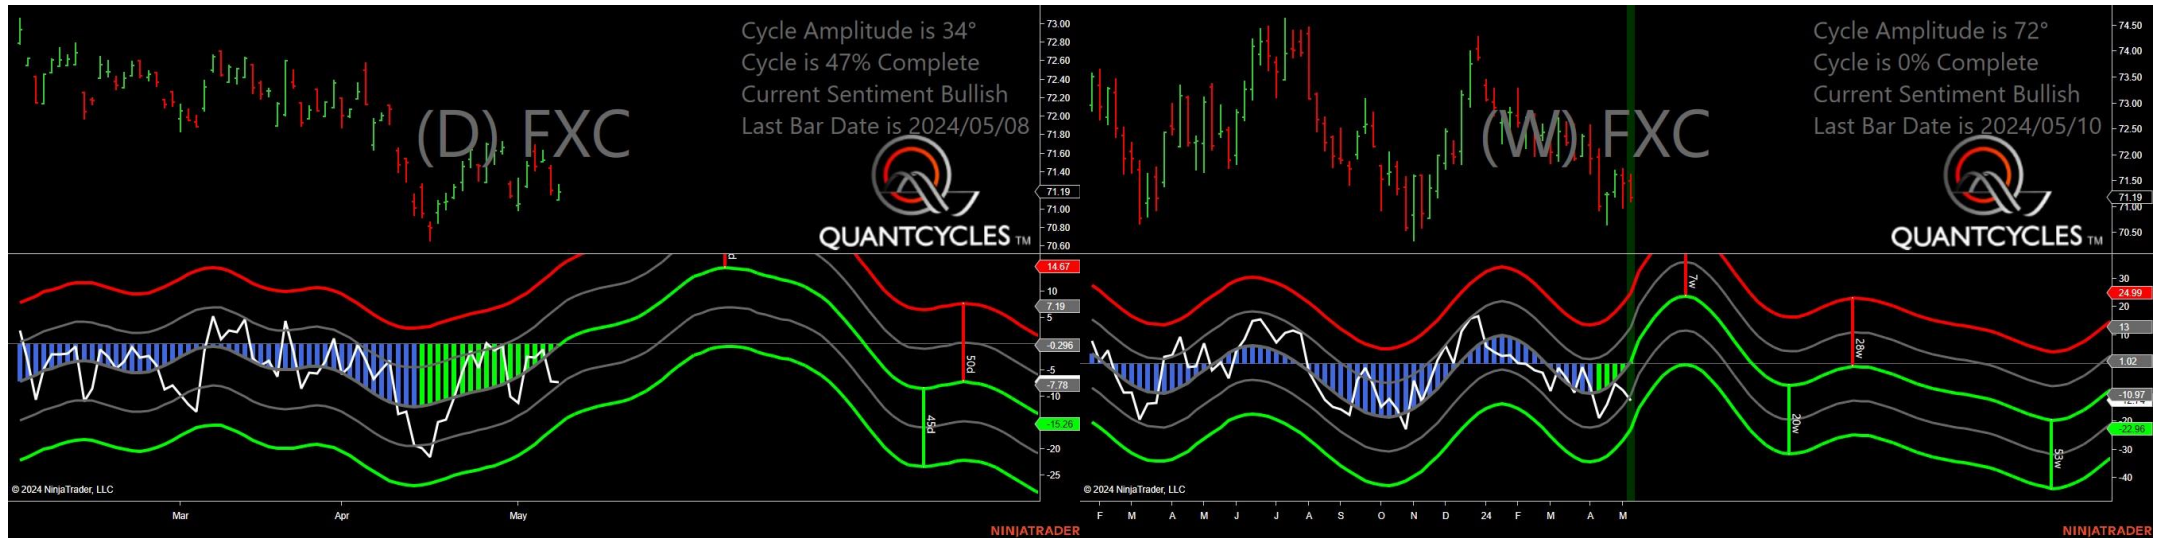 Cycle Amplitude is 34°
Cycle is 47% Complete
Current Sentiment Bullish
Last Bar Date is 2024/05/08
(D) FXC
QUANTCYCLES TM
73.00
72.80
72.60
72.40
72.20
72.00
71.80
71.60
71.40
71.19
71.00
70.80
70.60
14.67
10
7.19
5
-0.296
-5
-7.78
-10
-15.26
-20
-25
50d
45d
© 2024 NinjaTrader, LLC
Mar Apr May
NINJATRADER
Cycle Amplitude is 72°
Cycle is 0% Complete
Current Sentiment Bullish
Last Bar Date is 2024/05/10
(W) FXC
QUANTCYCLES TM
74.50
74.00
73.50
73.00
72.50
72.00
71.50
71.19
71.00
70.50
30
24.99
20
13
10
1.02
-10.97
-20
-22.96
-30
-40
7w
28w
20w
53w
© 2024 NinjaTrader, LLC
F M A M J J A S O N D 24 F M A M
NINJATRADER